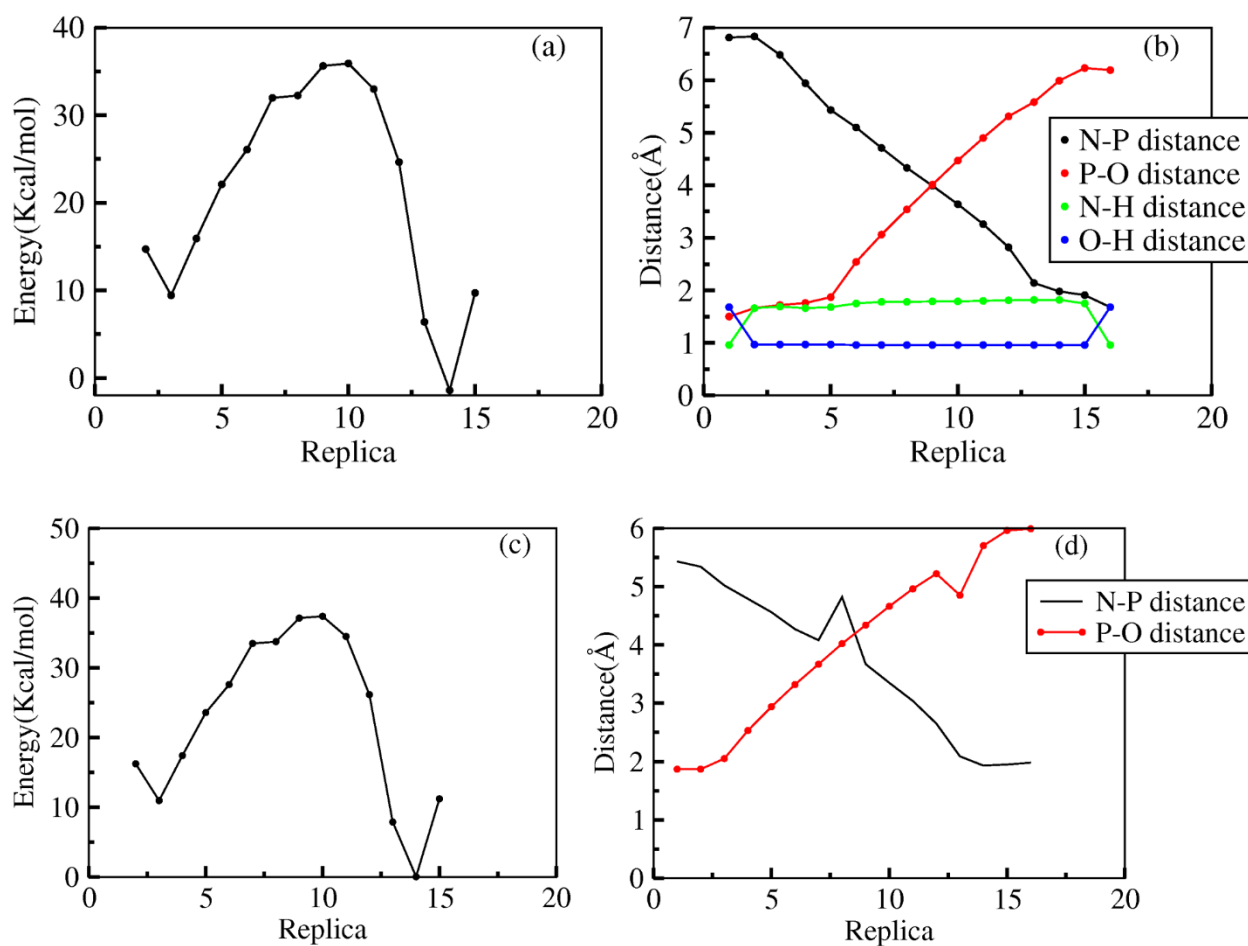 (a)
Energy(Kcal/mol)
40
30
20
10
0
0 5 10 15 20
Replica
(b)
Distance(Å)
7
6
5
4
3
2
1
0
N-P distance
P-O distance
N-H distance
O-H distance
0 5 10 15 20
Replica
(c)
Energy(Kcal/mol)
50
40
30
20
10
0
0 5 10 15 20
Replica
(d)
Distance(Å)
6
5
4
3
2
1
0
N-P distance
P-O distance
0 5 10 15 20
Replica